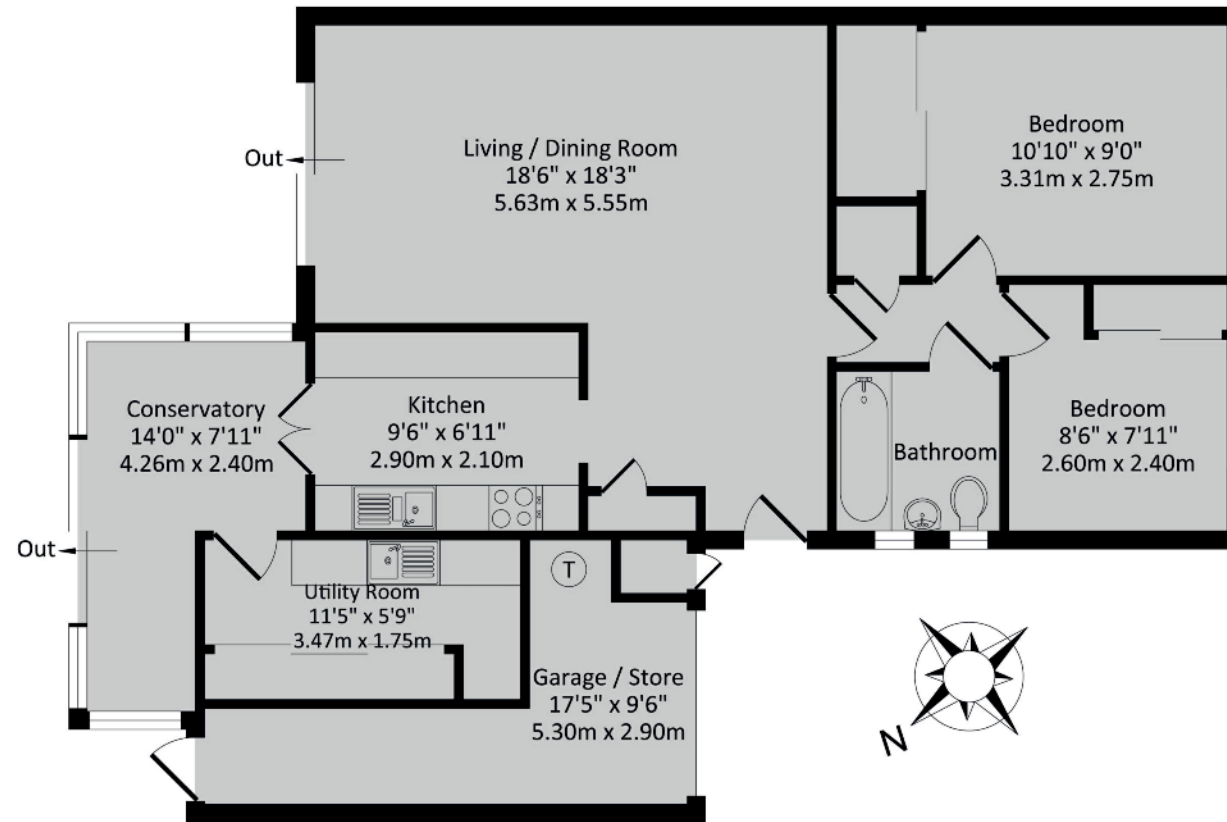 Living / Dining Room
18'6" x 18'3"
5.63m x 5.55m
Out
Bedroom
10'10" x 9'0"
3.31m x 2.75m
Conservatory
14'0" x 7'11"
4.26m x 2.40m
Out
Kitchen
9'6" x 6'11"
2.90m x 2.10m
Bathroom
Bedroom
8'6" x 7'11"
2.60m x 2.40m
Utility Room
11'5" x 5'9"
3.47m x 1.75m
T
Garage / Store
17'5" x 9'6"
5.30m x 2.90m
N